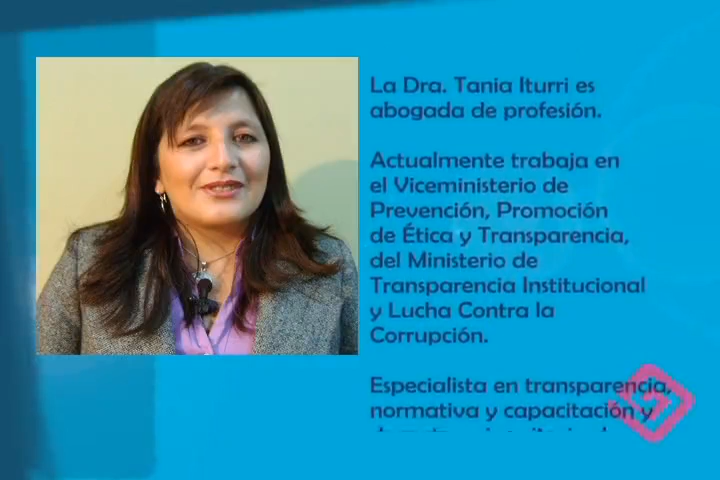 La Dra. Tania Iturri es
abogada de profesión.
Actualmente trabaja en
el Viceministerio de
Prevención, Promoción
de Ética y Transparencia,
del Ministerio de
Transparencia Institucional
y Lucha Contra la
Corrupción.
Especialista en transparencia,
normativa y capacitación y